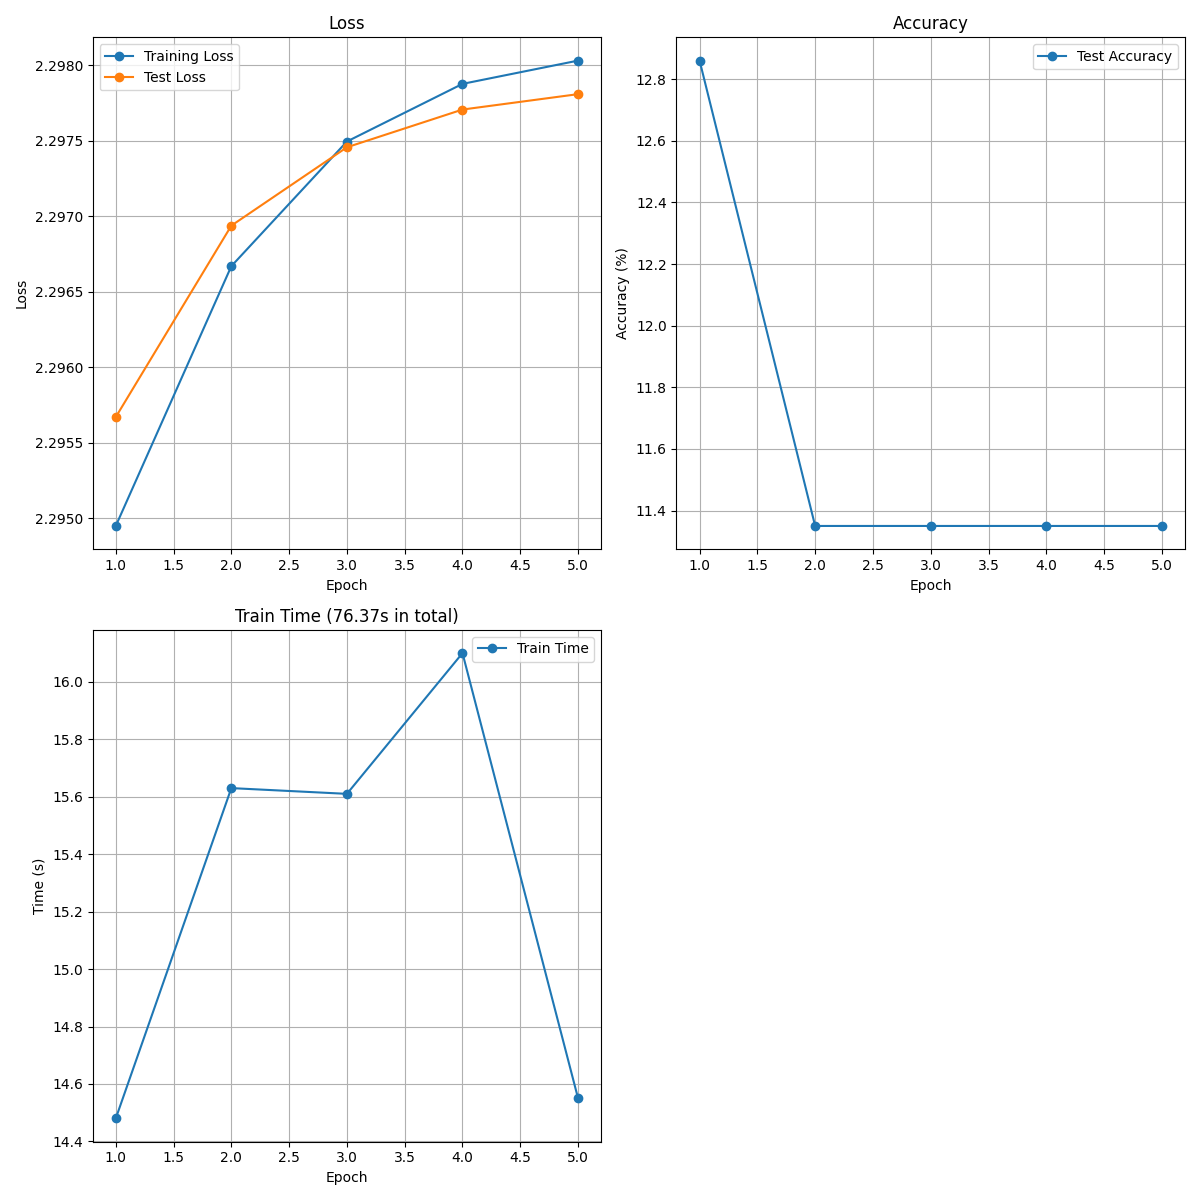 Loss
Training Loss
Test Loss
2.2980
2.2975
2.2970
2.2965
2.2960
2.2955
2.2950
Loss
1.0 1.5 2.0 2.5 3.0 3.5 4.0 4.5 5.0
Epoch
Accuracy
Test Accuracy
12.8
12.6
12.4
12.2
12.0
11.8
11.6
11.4
Accuracy (%)
1.0 1.5 2.0 2.5 3.0 3.5 4.0 4.5 5.0
Epoch
Train Time (76.37s in total)
Train Time
16.0
15.8
15.6
15.4
15.2
15.0
14.8
14.6
14.4
Time (s)
1.0 1.5 2.0 2.5 3.0 3.5 4.0 4.5 5.0
Epoch